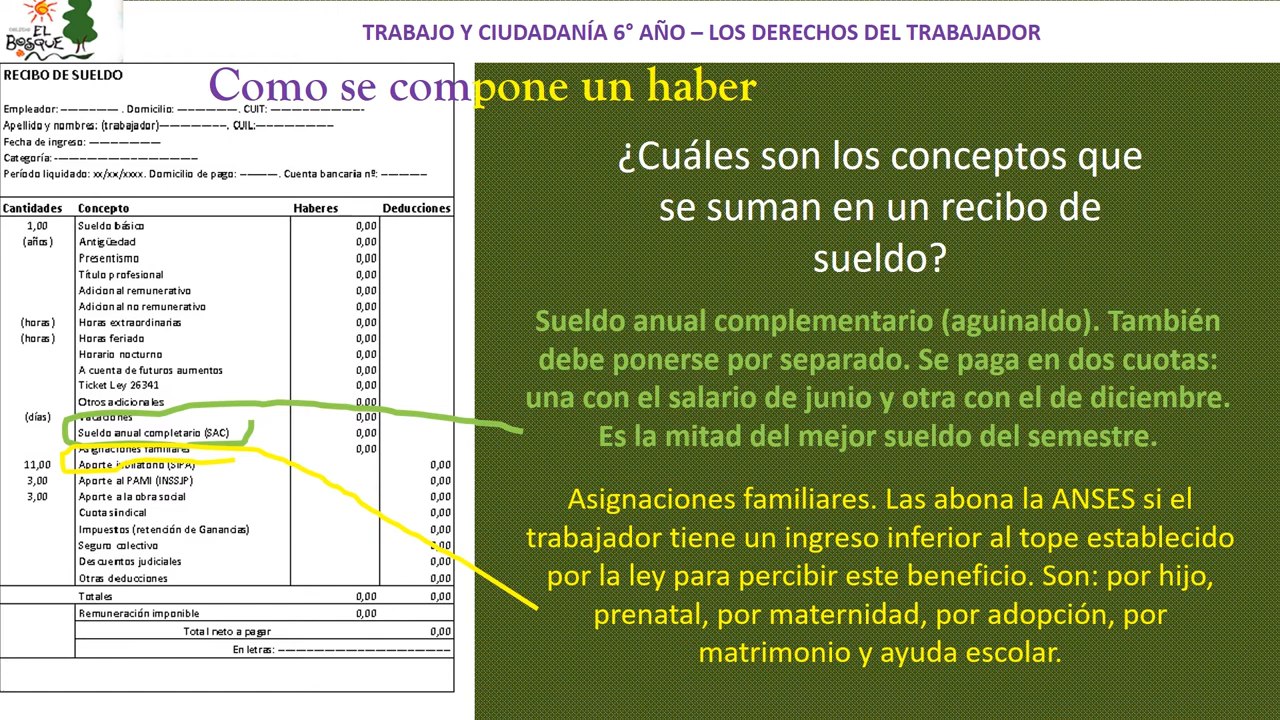 EL
BOSQUE
TRABAJO Y CIUDADANÍA 6° AÑO – LOS DERECHOS DEL TRABAJADOR
Como se compone un haber
RECIBO DE SUELDO
Empleador: ------------- . Domicilio: -------------. CUIT: --------------------
Apellido y nombres: (trabajador)---------------, CUIL:-----------------
Fecha de ingreso: ----------------
Categoría: --------------------------------
Período liquidado: xx/xx/xxxx. Domicilio de pago: --------. Cuenta bancaria nº: ----------
Cantidades Concepto Haberes Deducciones
1,00 Sueldo básico 0,00
(años) Antigüedad 0,00
Presentismo 0,00
Título profesional 0,00
Adicional remunerativo 0,00
Adicional no remunerativo 0,00
(horas) Horas extraordinarias 0,00
(horas) Horas feriado 0,00
Horario nocturno 0,00
A cuenta de futuros aumentos 0,00
Ticket Ley 26341 0,00
Otros adicionales 0,00
(días) Vacaciones 0,00
Sueldo anual completario (SAC) 0,00
Asignaciones familiares 0,00
11,00 Aporte jubilatorio (SIPA) 0,00
3,00 Aporte al PAMI (INSSJP) 0,00
3,00 Aporte a la obra social 0,00
Cuota sindical 0,00
Impuestos (retención de Ganancias) 0,00
Seguro colectivo 0,00
Descuentos judiciales 0,00
Otras deducciones 0,00
Totales 0,00 0,00
Remuneración imponible 0,00
Total neto a pagar 0,00
En letras: ----------------------------------------
¿Cuáles son los conceptos que
se suman en un recibo de
sueldo?
Sueldo anual complementario (aguinaldo). También
debe ponerse por separado. Se paga en dos cuotas:
una con el salario de junio y otra con el de diciembre.
Es la mitad del mejor sueldo del semestre.
Asignaciones familiares. Las abona la ANSES si el
trabajador tiene un ingreso inferior al tope establecido
por la ley para percibir este beneficio. Son: por hijo,
prenatal, por maternidad, por adopción, por
matrimonio y ayuda escolar.